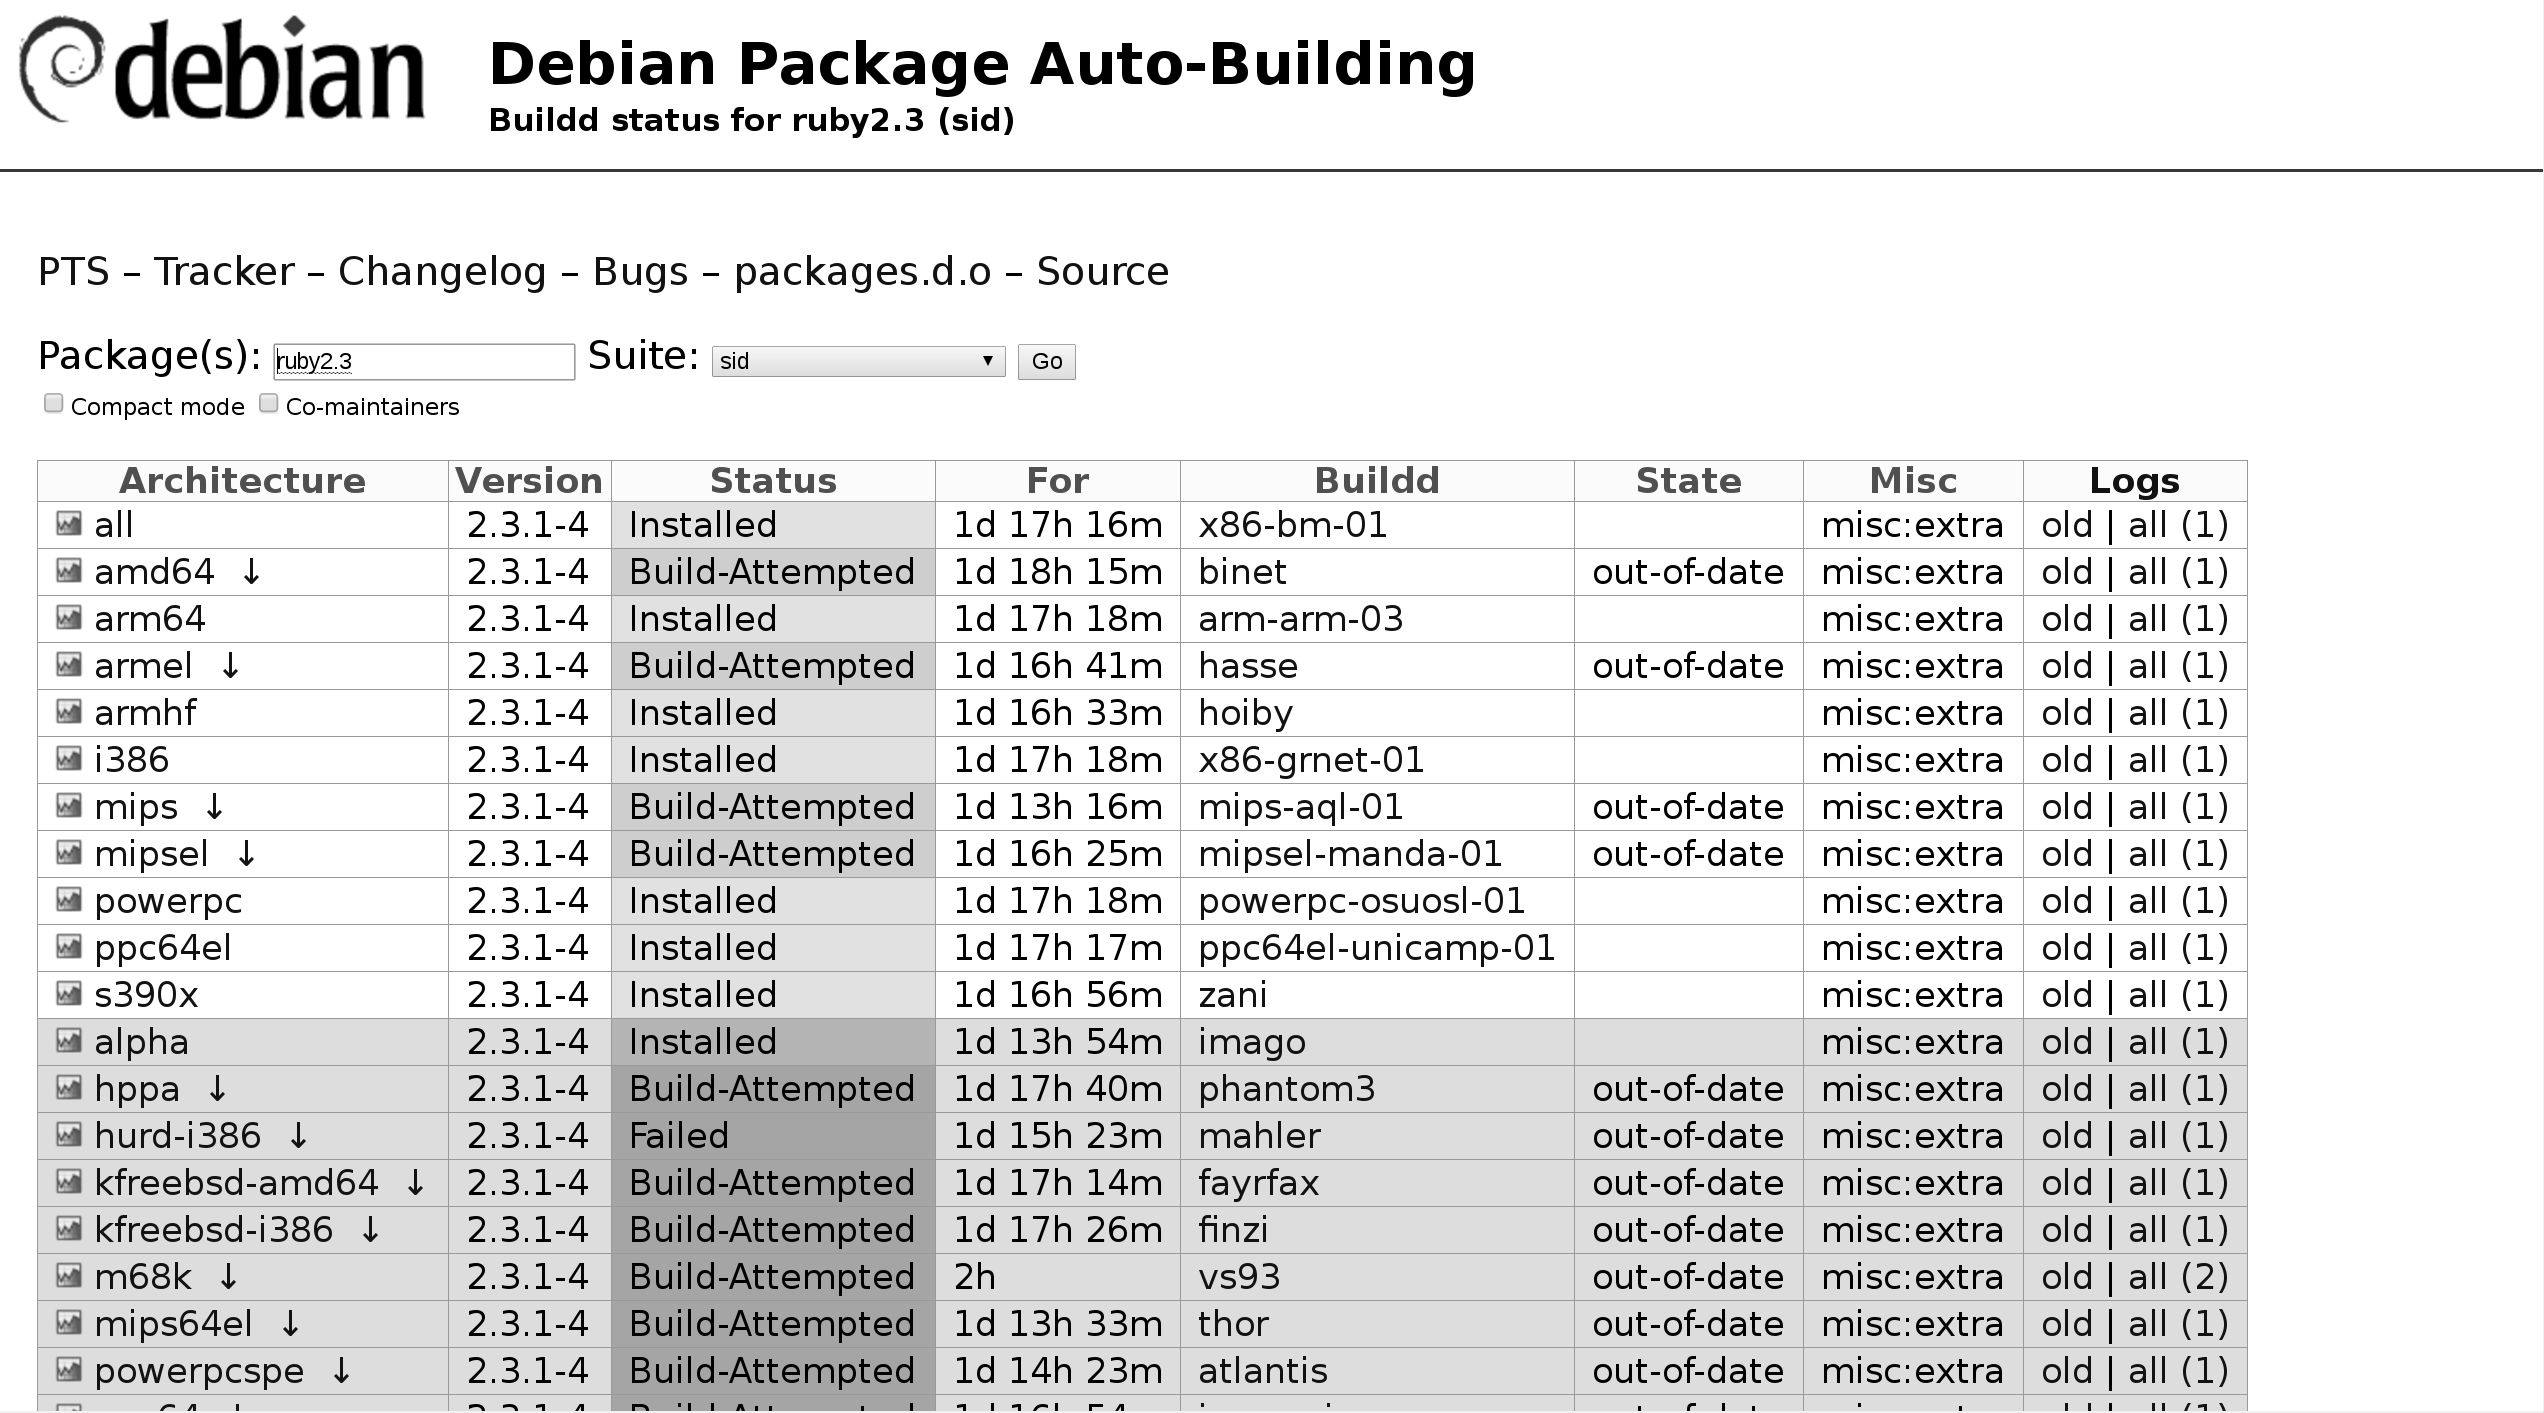 debian
Debian Package Auto-Building
Buildd status for ruby2.3 (sid)
PTS – Tracker – Changelog – Bugs – packages.d.o – Source
Package(s): ruby2.3 Suite: sid ▼ Go
Compact mode Co-maintainers
Architecture Version Status For Buildd State Misc Logs
all 2.3.1-4 Installed 1d 17h 16m x86-bm-01 misc:extra old | all (1)
amd64 ↓ 2.3.1-4 Build-Attempted 1d 18h 15m binet out-of-date misc:extra old | all (1)
arm64 2.3.1-4 Installed 1d 17h 18m arm-arm-03 misc:extra old | all (1)
armel ↓ 2.3.1-4 Build-Attempted 1d 16h 41m hasse out-of-date misc:extra old | all (1)
armhf 2.3.1-4 Installed 1d 16h 33m hoiby misc:extra old | all (1)
i386 2.3.1-4 Installed 1d 17h 18m x86-grnet-01 misc:extra old | all (1)
mips ↓ 2.3.1-4 Build-Attempted 1d 13h 16m mips-aql-01 out-of-date misc:extra old | all (1)
mipsel ↓ 2.3.1-4 Build-Attempted 1d 16h 25m mipsel-manda-01 out-of-date misc:extra old | all (1)
powerpc 2.3.1-4 Installed 1d 17h 18m powerpc-osuosl-01 misc:extra old | all (1)
ppc64el 2.3.1-4 Installed 1d 17h 17m ppc64el-unicamp-01 misc:extra old | all (1)
s390x 2.3.1-4 Installed 1d 16h 56m zani misc:extra old | all (1)
alpha 2.3.1-4 Installed 1d 13h 54m imago misc:extra old | all (1)
hppa ↓ 2.3.1-4 Build-Attempted 1d 17h 40m phantom3 out-of-date misc:extra old | all (1)
hurd-i386 ↓ 2.3.1-4 Failed 1d 15h 23m mahler out-of-date misc:extra old | all (1)
kfreebsd-amd64 ↓ 2.3.1-4 Build-Attempted 1d 17h 14m fayrfax out-of-date misc:extra old | all (1)
kfreebsd-i386 ↓ 2.3.1-4 Build-Attempted 1d 17h 26m finzi out-of-date misc:extra old | all (1)
m68k ↓ 2.3.1-4 Build-Attempted 2h vs93 out-of-date misc:extra old | all (2)
mips64el ↓ 2.3.1-4 Build-Attempted 1d 13h 33m thor out-of-date misc:extra old | all (1)
powerpcspe ↓ 2.3.1-4 Build-Attempted 1d 14h 23m atlantis out-of-date misc:extra old | all (1)